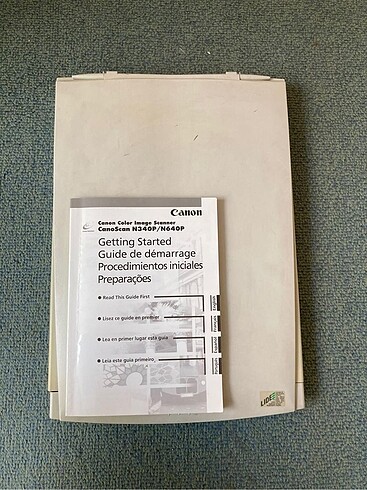 Canon
Canon Color Image Scanner
CanoScan N340P/N640P
Getting Started
Guide de démarrage
Procedimientos iniciales
Preparações
● Read This Guide First
● Lisez ce guide en premier
● Lea en primer lugar esta guía
● Leia este guia primeiro
LIDE